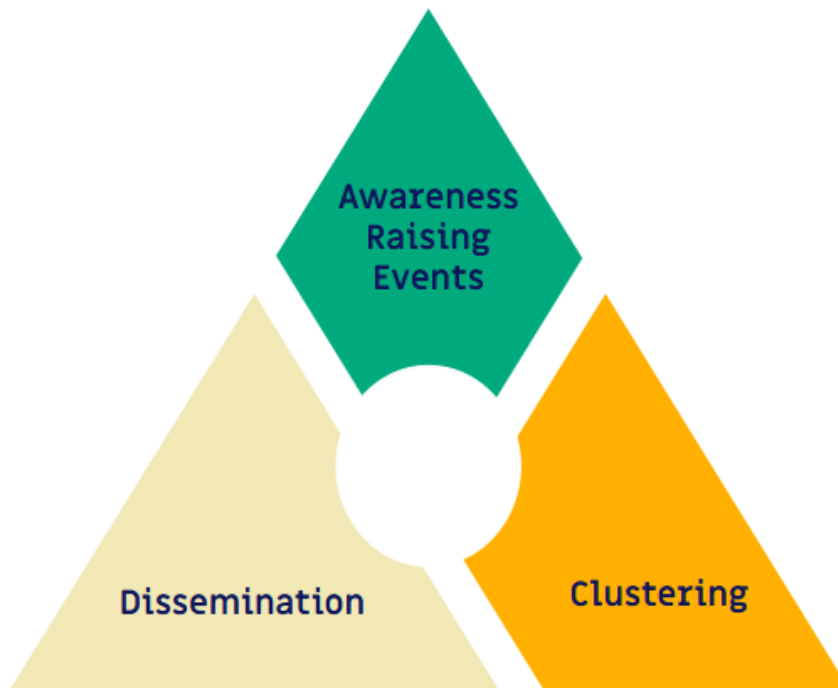 Awareness
Raising
Events
Dissemination
Clustering